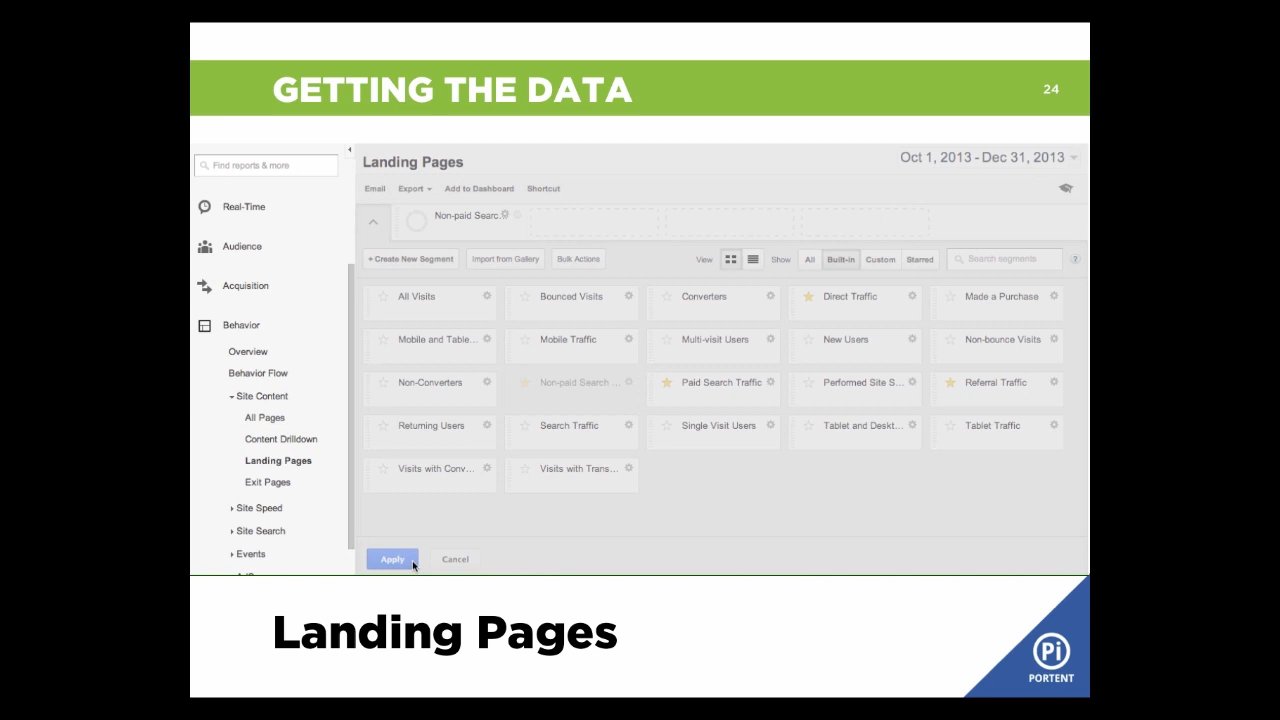 GETTING THE DATA
24
Find reports & more
Real-Time
Audience
Acquisition
Behavior
Overview
Behavior Flow
Site Content
All Pages
Content Drilldown
Landing Pages
Exit Pages
Site Speed
Site Search
Events
Landing Pages
Oct 1, 2013 - Dec 31, 2013
Email Export Add to Dashboard Shortcut
Non-paid Searc...
+ Create New Segment Import from Gallery Bulk Actions View Show All Built-in Custom Starred Search segments ?
All Visits Bounced Visits Converters Direct Traffic Made a Purchase
Mobile and Table... Mobile Traffic Multi-visit Users New Users Non-bounce Visits
Non-Converters Non-paid Search ... Paid Search Traffic Performed Site S... Referral Traffic
Returning Users Search Traffic Single Visit Users Tablet and Deskt... Tablet Traffic
Visits with Conv... Visits with Trans...
Apply Cancel
Landing Pages
Pi
PORTENT